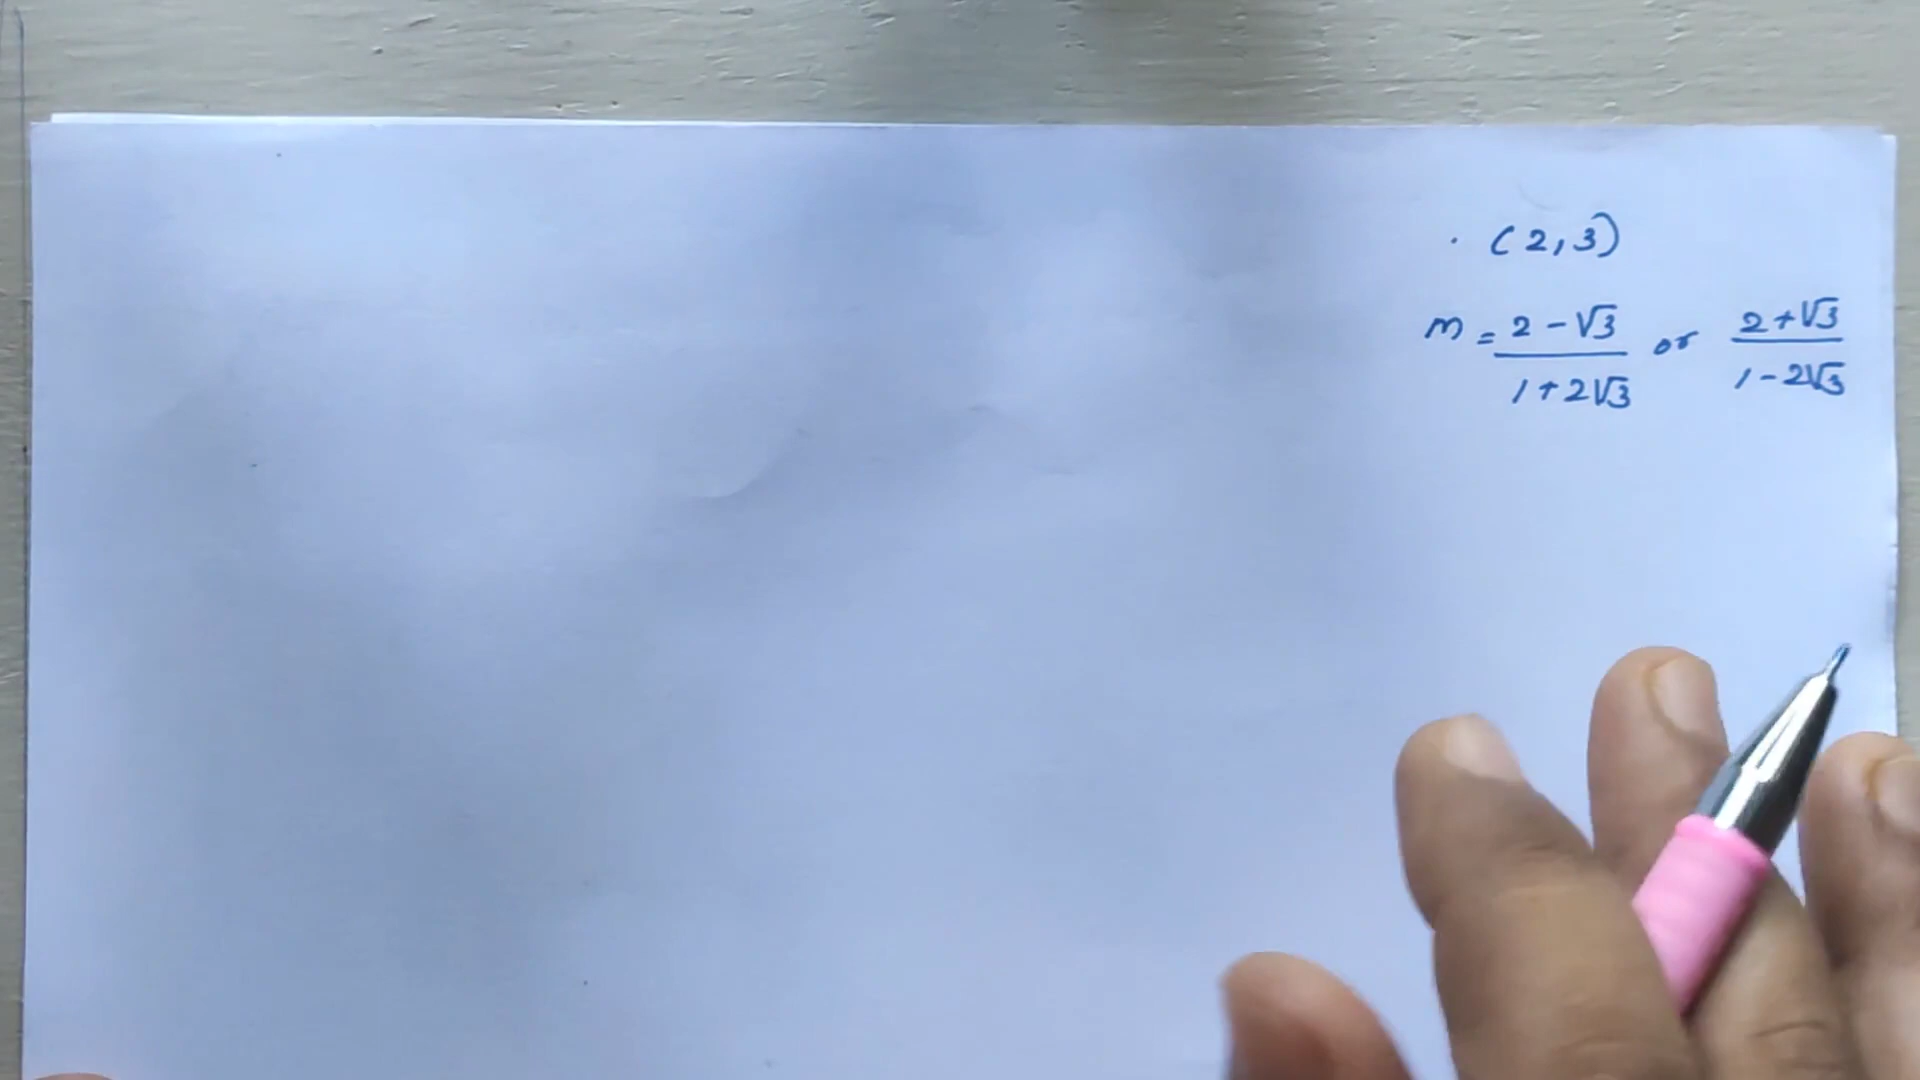 (2,3)
m = (2-√3)/(1+2√3) or (2+√3)/(1-2√3)